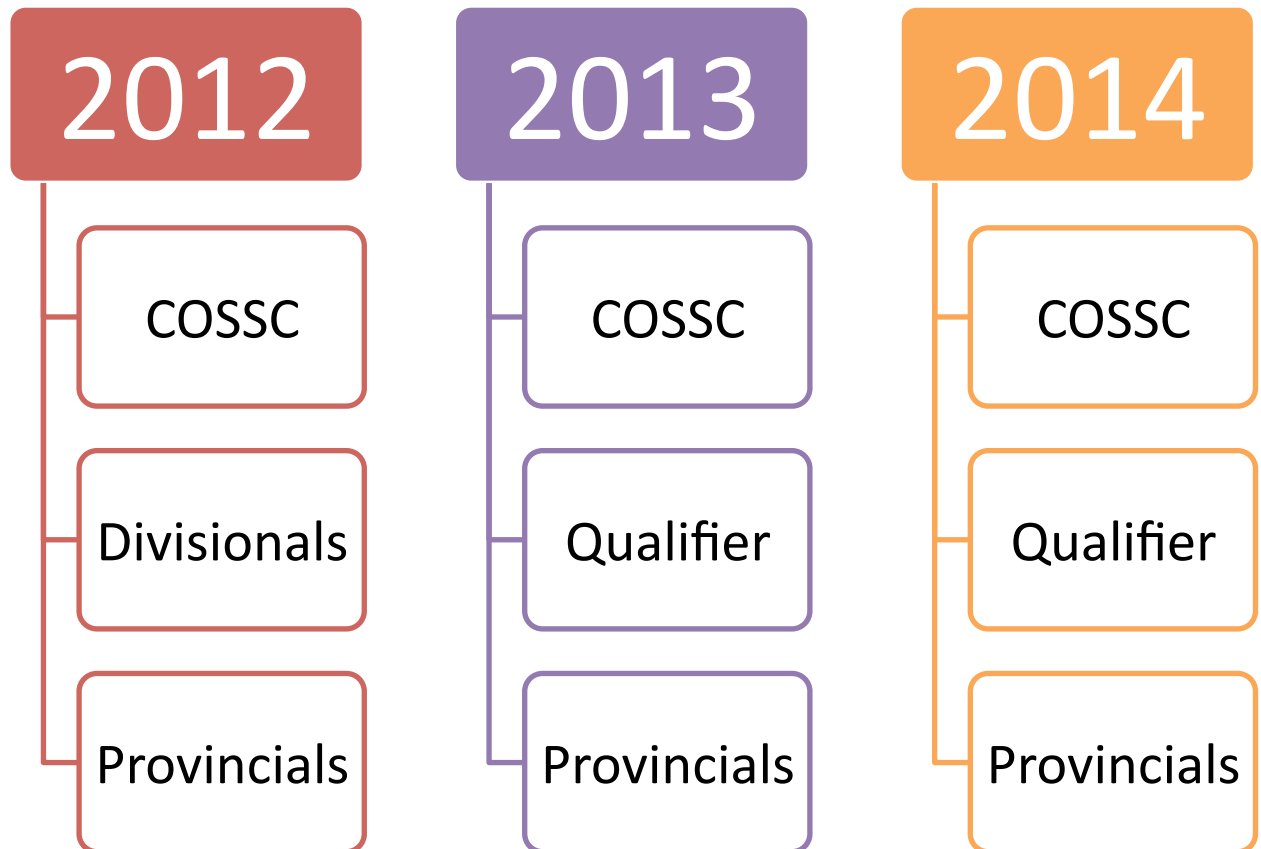 2012
COSSC
Divisionals
Provincials
2013
COSSC
Qualifier
Provincials
2014
COSSC
Qualifier
Provincials